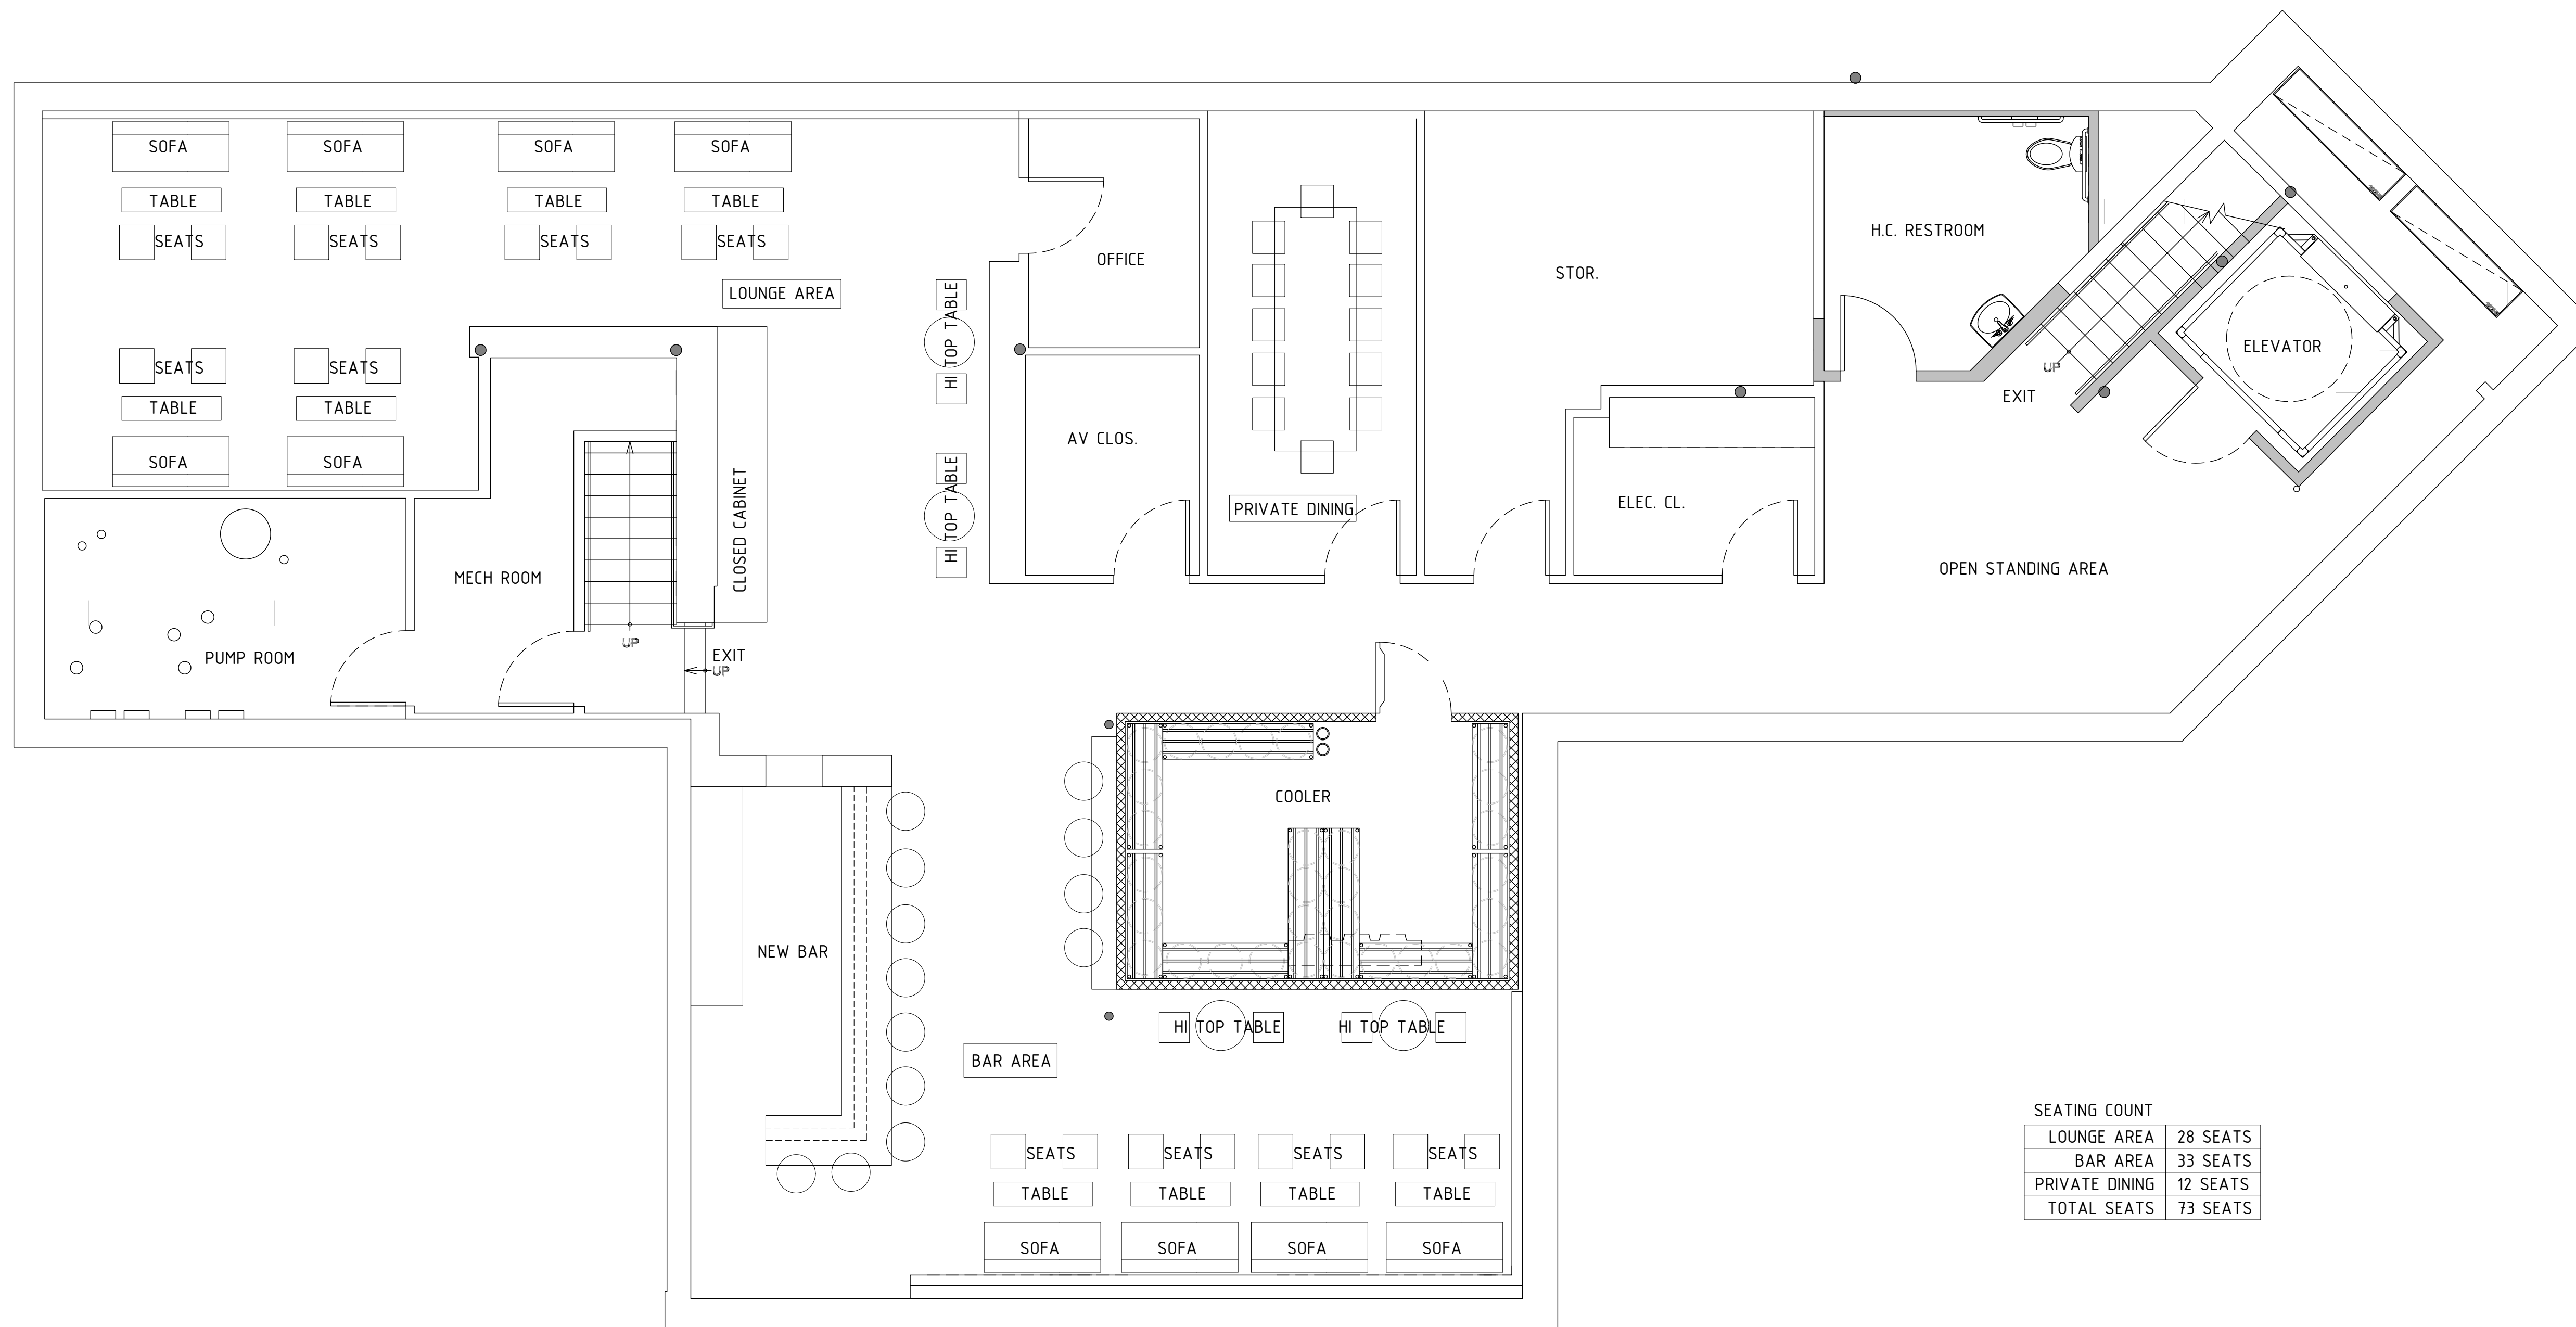 SOFA
SOFA
SOFA
SOFA
TABLE
TABLE
TABLE
TABLE
SEATS
SEATS
SEATS
SEATS
LOUNGE AREA
SEATS
SEATS
TABLE
TABLE
SOFA
SOFA
HI TOP TABLE
HI TOP TABLE
OFFICE
AV CLOS.
PRIVATE DINING
STOR.
ELEC. CL.
H.C. RESTROOM
UP
EXIT
ELEVATOR
OPEN STANDING AREA
CLOSED CABINET
MECH ROOM
PUMP ROOM
UP
EXIT
UP
COOLER
NEW BAR
HI TOP TABLE
HI TOP TABLE
BAR AREA
SEATS
SEATS
SEATS
SEATS
TABLE
TABLE
TABLE
TABLE
SOFA
SOFA
SOFA
SOFA
SEATING COUNT
LOUNGE AREA 28 SEATS
BAR AREA 33 SEATS
PRIVATE DINING 12 SEATS
TOTAL SEATS 73 SEATS